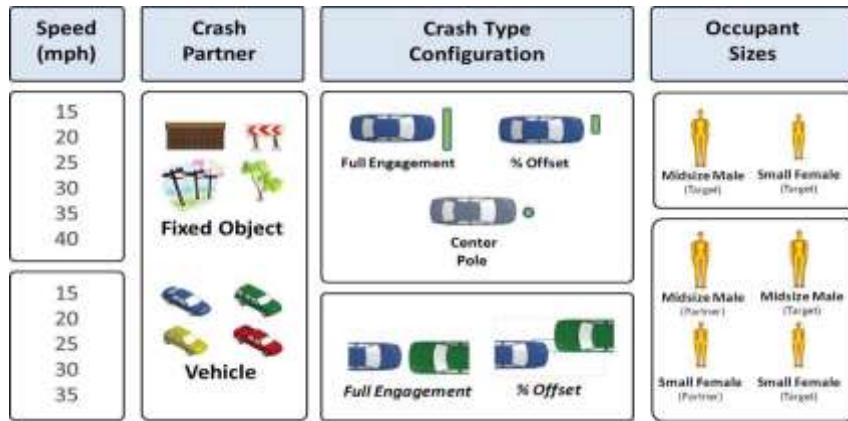 Speed
(mph)
Crash
Partner
Crash Type
Configuration
Occupant
Sizes
15
20
25
30
35
40
Fixed Object
Full Engagement
% Offset
Center
Pole
Midsize Male
(Target)
Small Female
(Target)
15
20
25
30
35
Vehicle
Full Engagement
% Offset
Midsize Male
(Partner)
Midsize Male
(Target)
Small Female
(Partner)
Small Female
(Target)